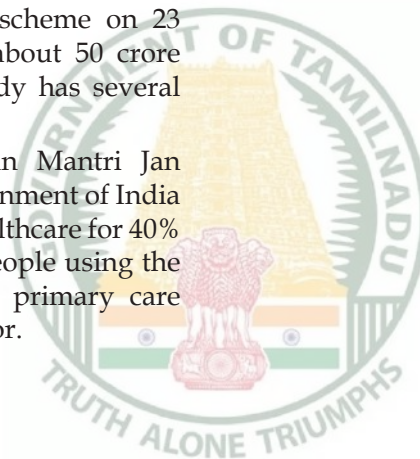 scheme on 23
about 50 crore
dy has several
n Mantri Jan
nment of India
lthcare for 40%
eople using the
primary care
or.
GOVERNMENT OF TAMILNADU
TRUTH ALONE TRIUMPHS